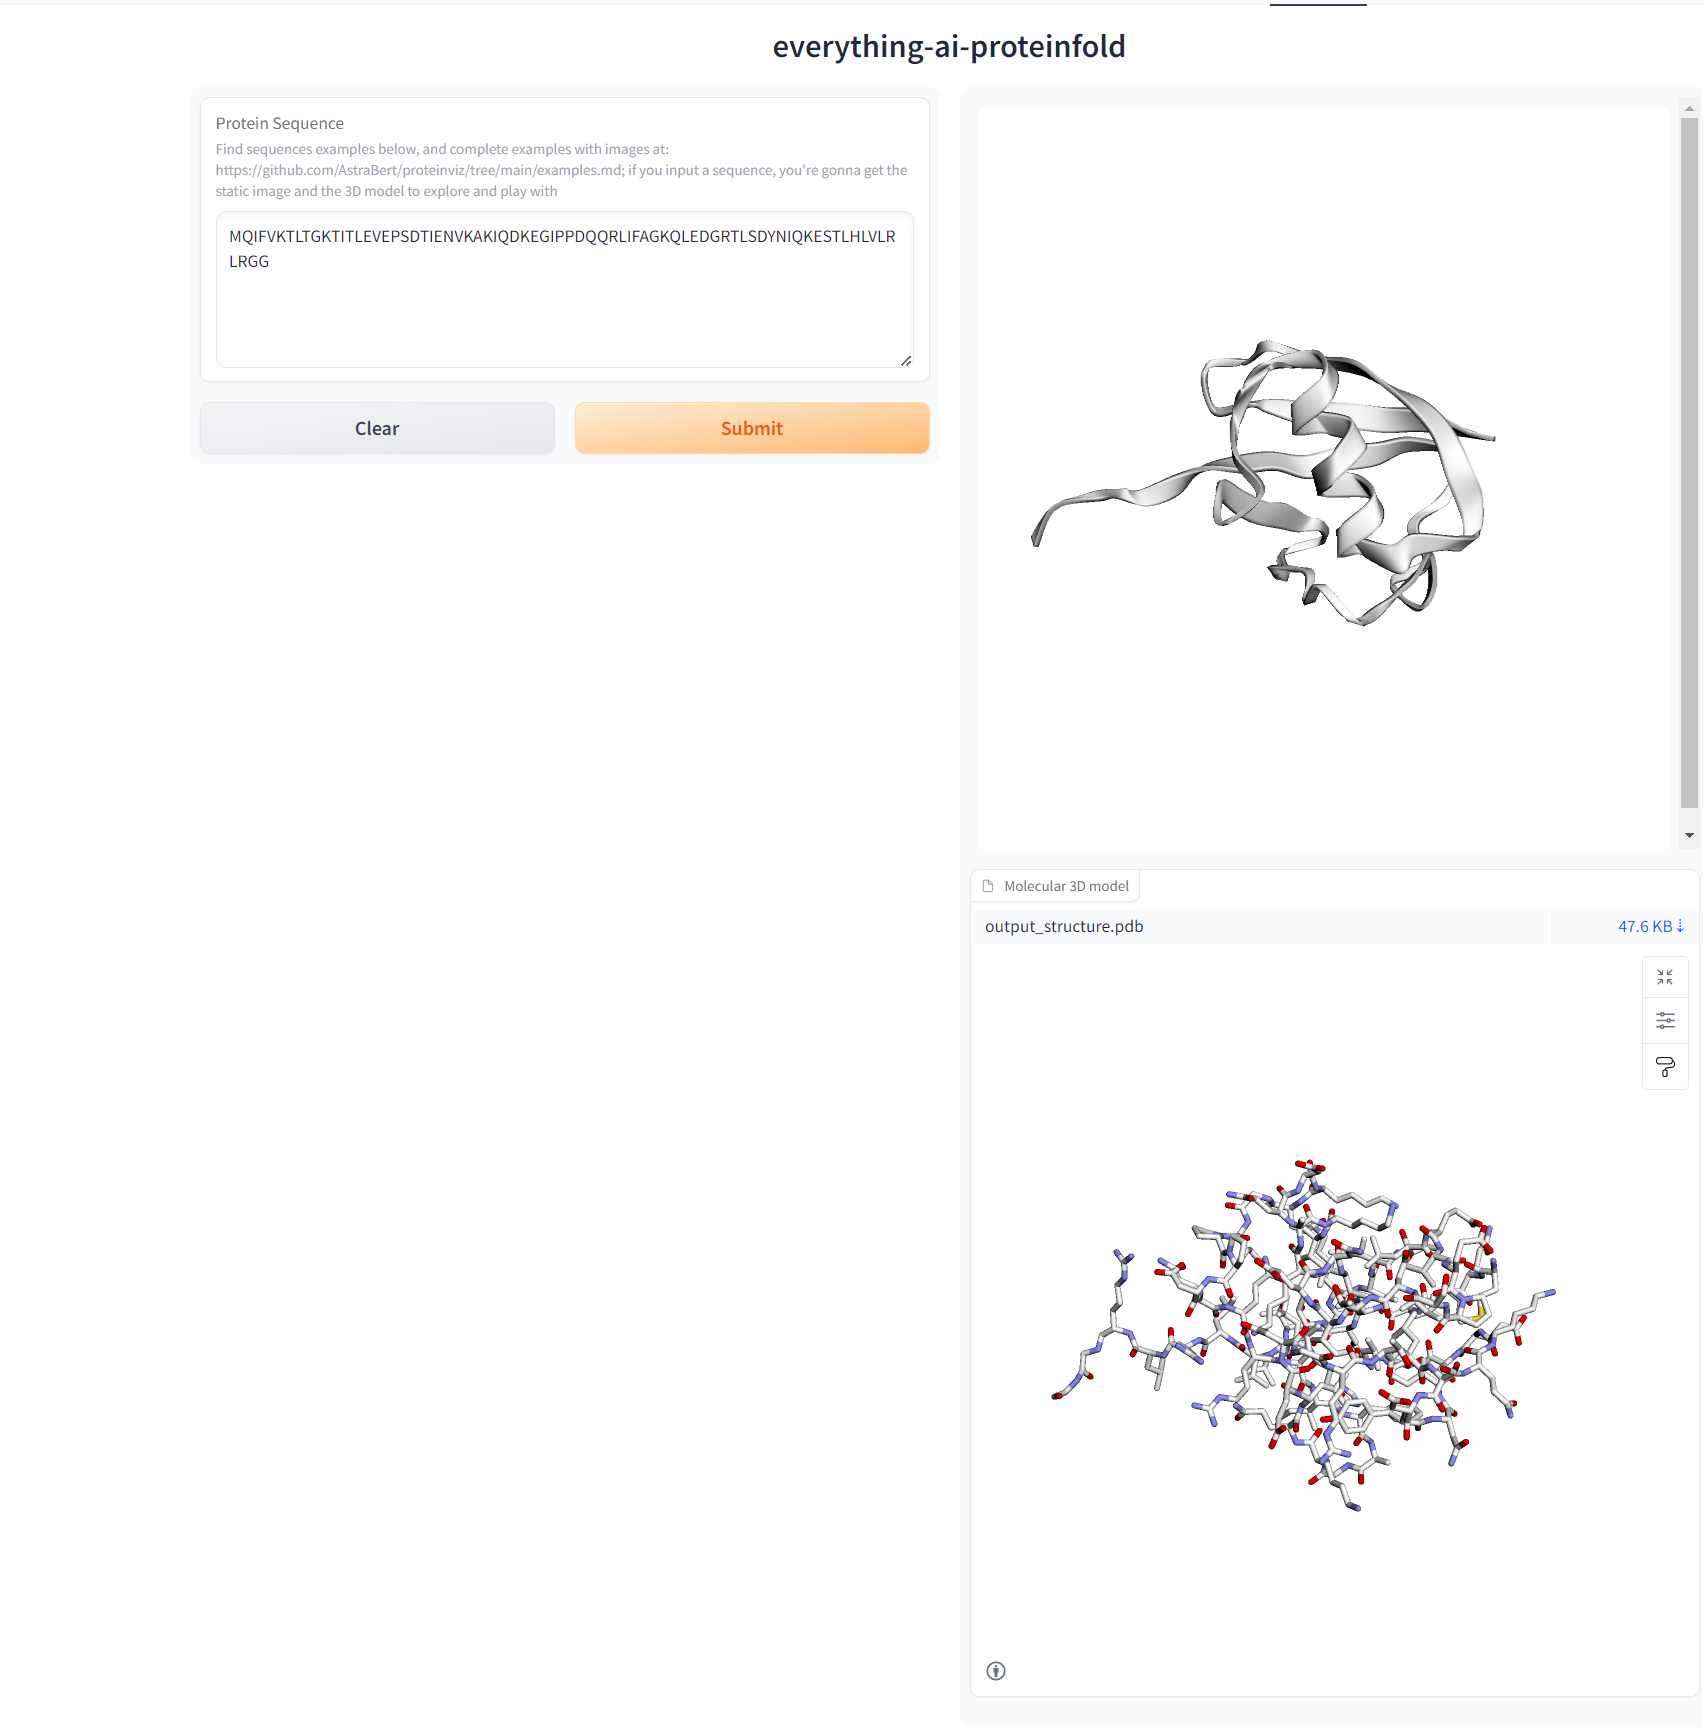 everything-ai-proteinfold
Protein Sequence
Find sequences examples below, and complete examples with images at:
https://github.com/AstraBert/proteinviz/tree/main/examples.md; if you input a sequence, you're gonna get the
static image and the 3D model to explore and play with
MQIFVKTLTGKTITLEVEPSDTIENVKAKIQDKEGIPPDQQRLIFAGKQLEDGRTLSDYNIQKESTLHLVLR
LRGG
Clear
Submit
Molecular 3D model
output_structure.pdb
47.6 KB ⇣